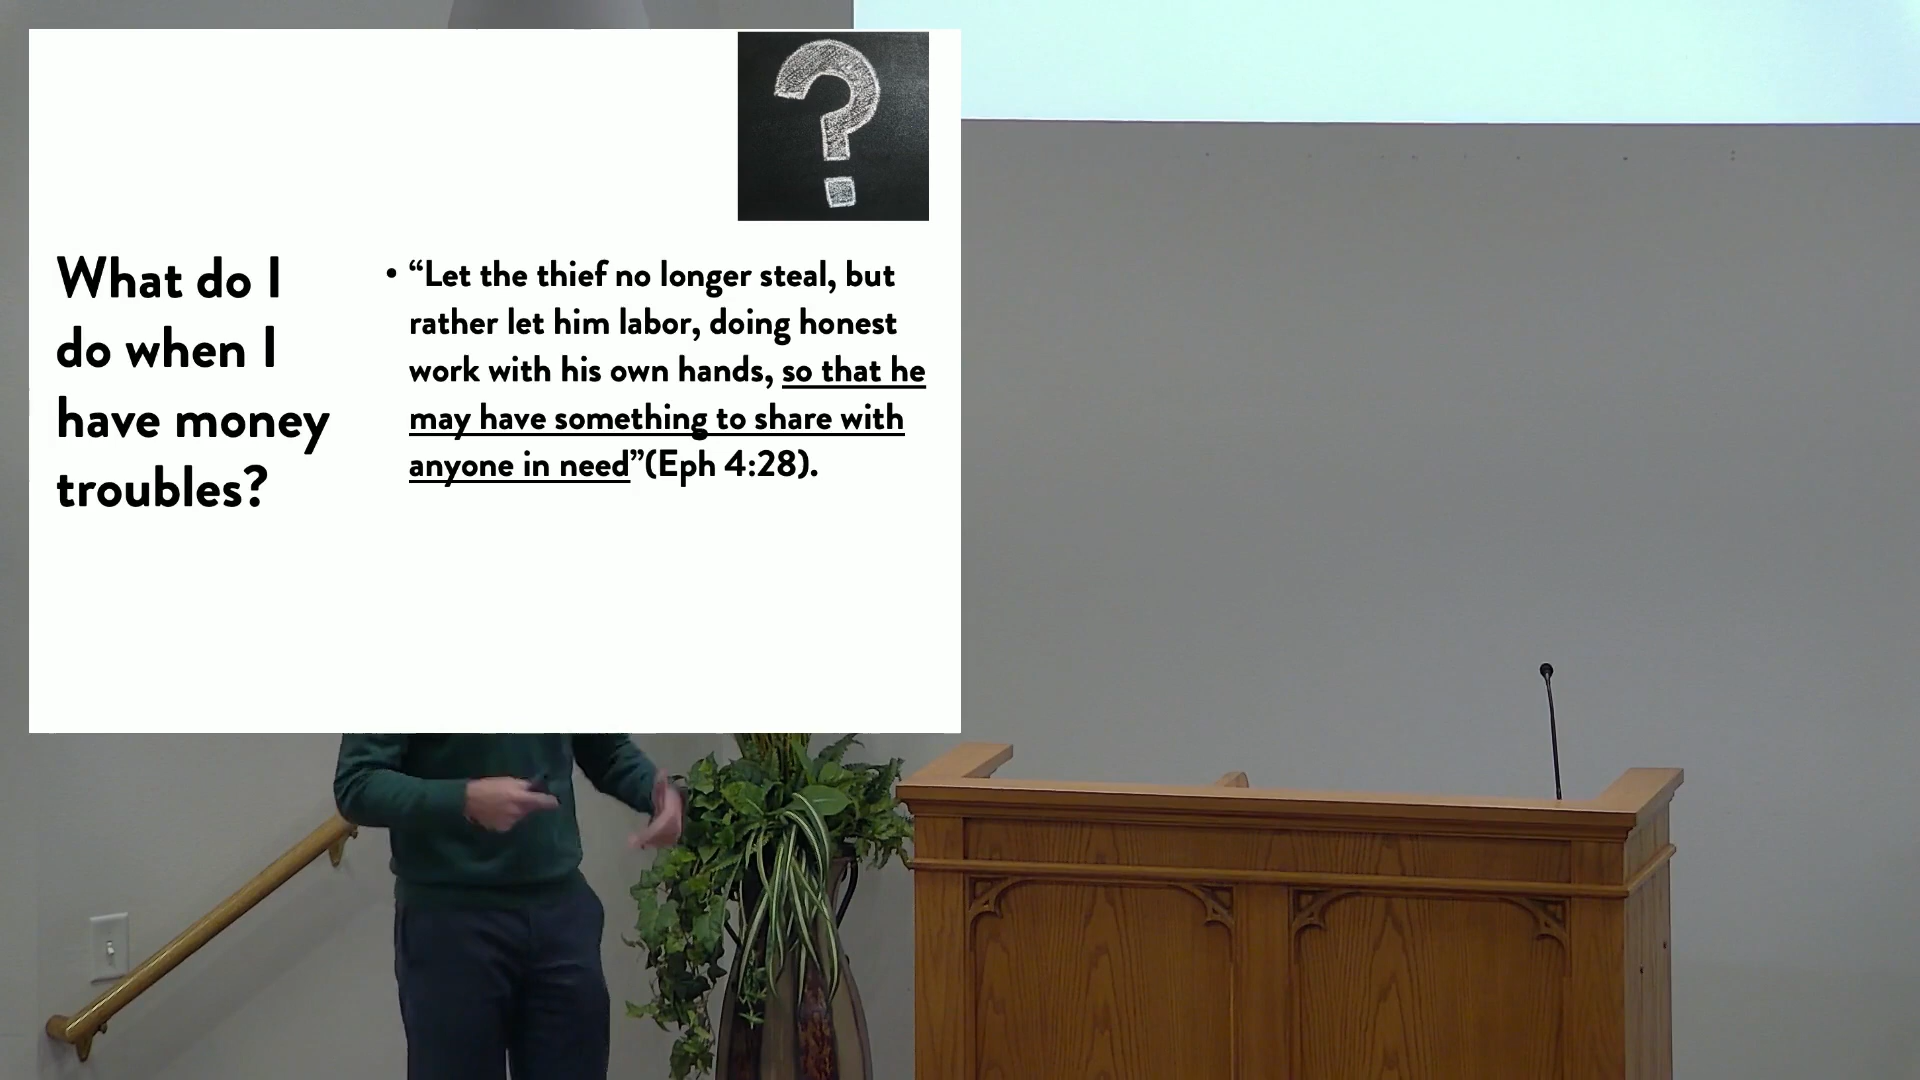 What do I
do when I
have money
troubles?
• “Let the thief no longer steal, but
rather let him labor, doing honest
work with his own hands, so that he
may have something to share with
anyone in need”(Eph 4:28).